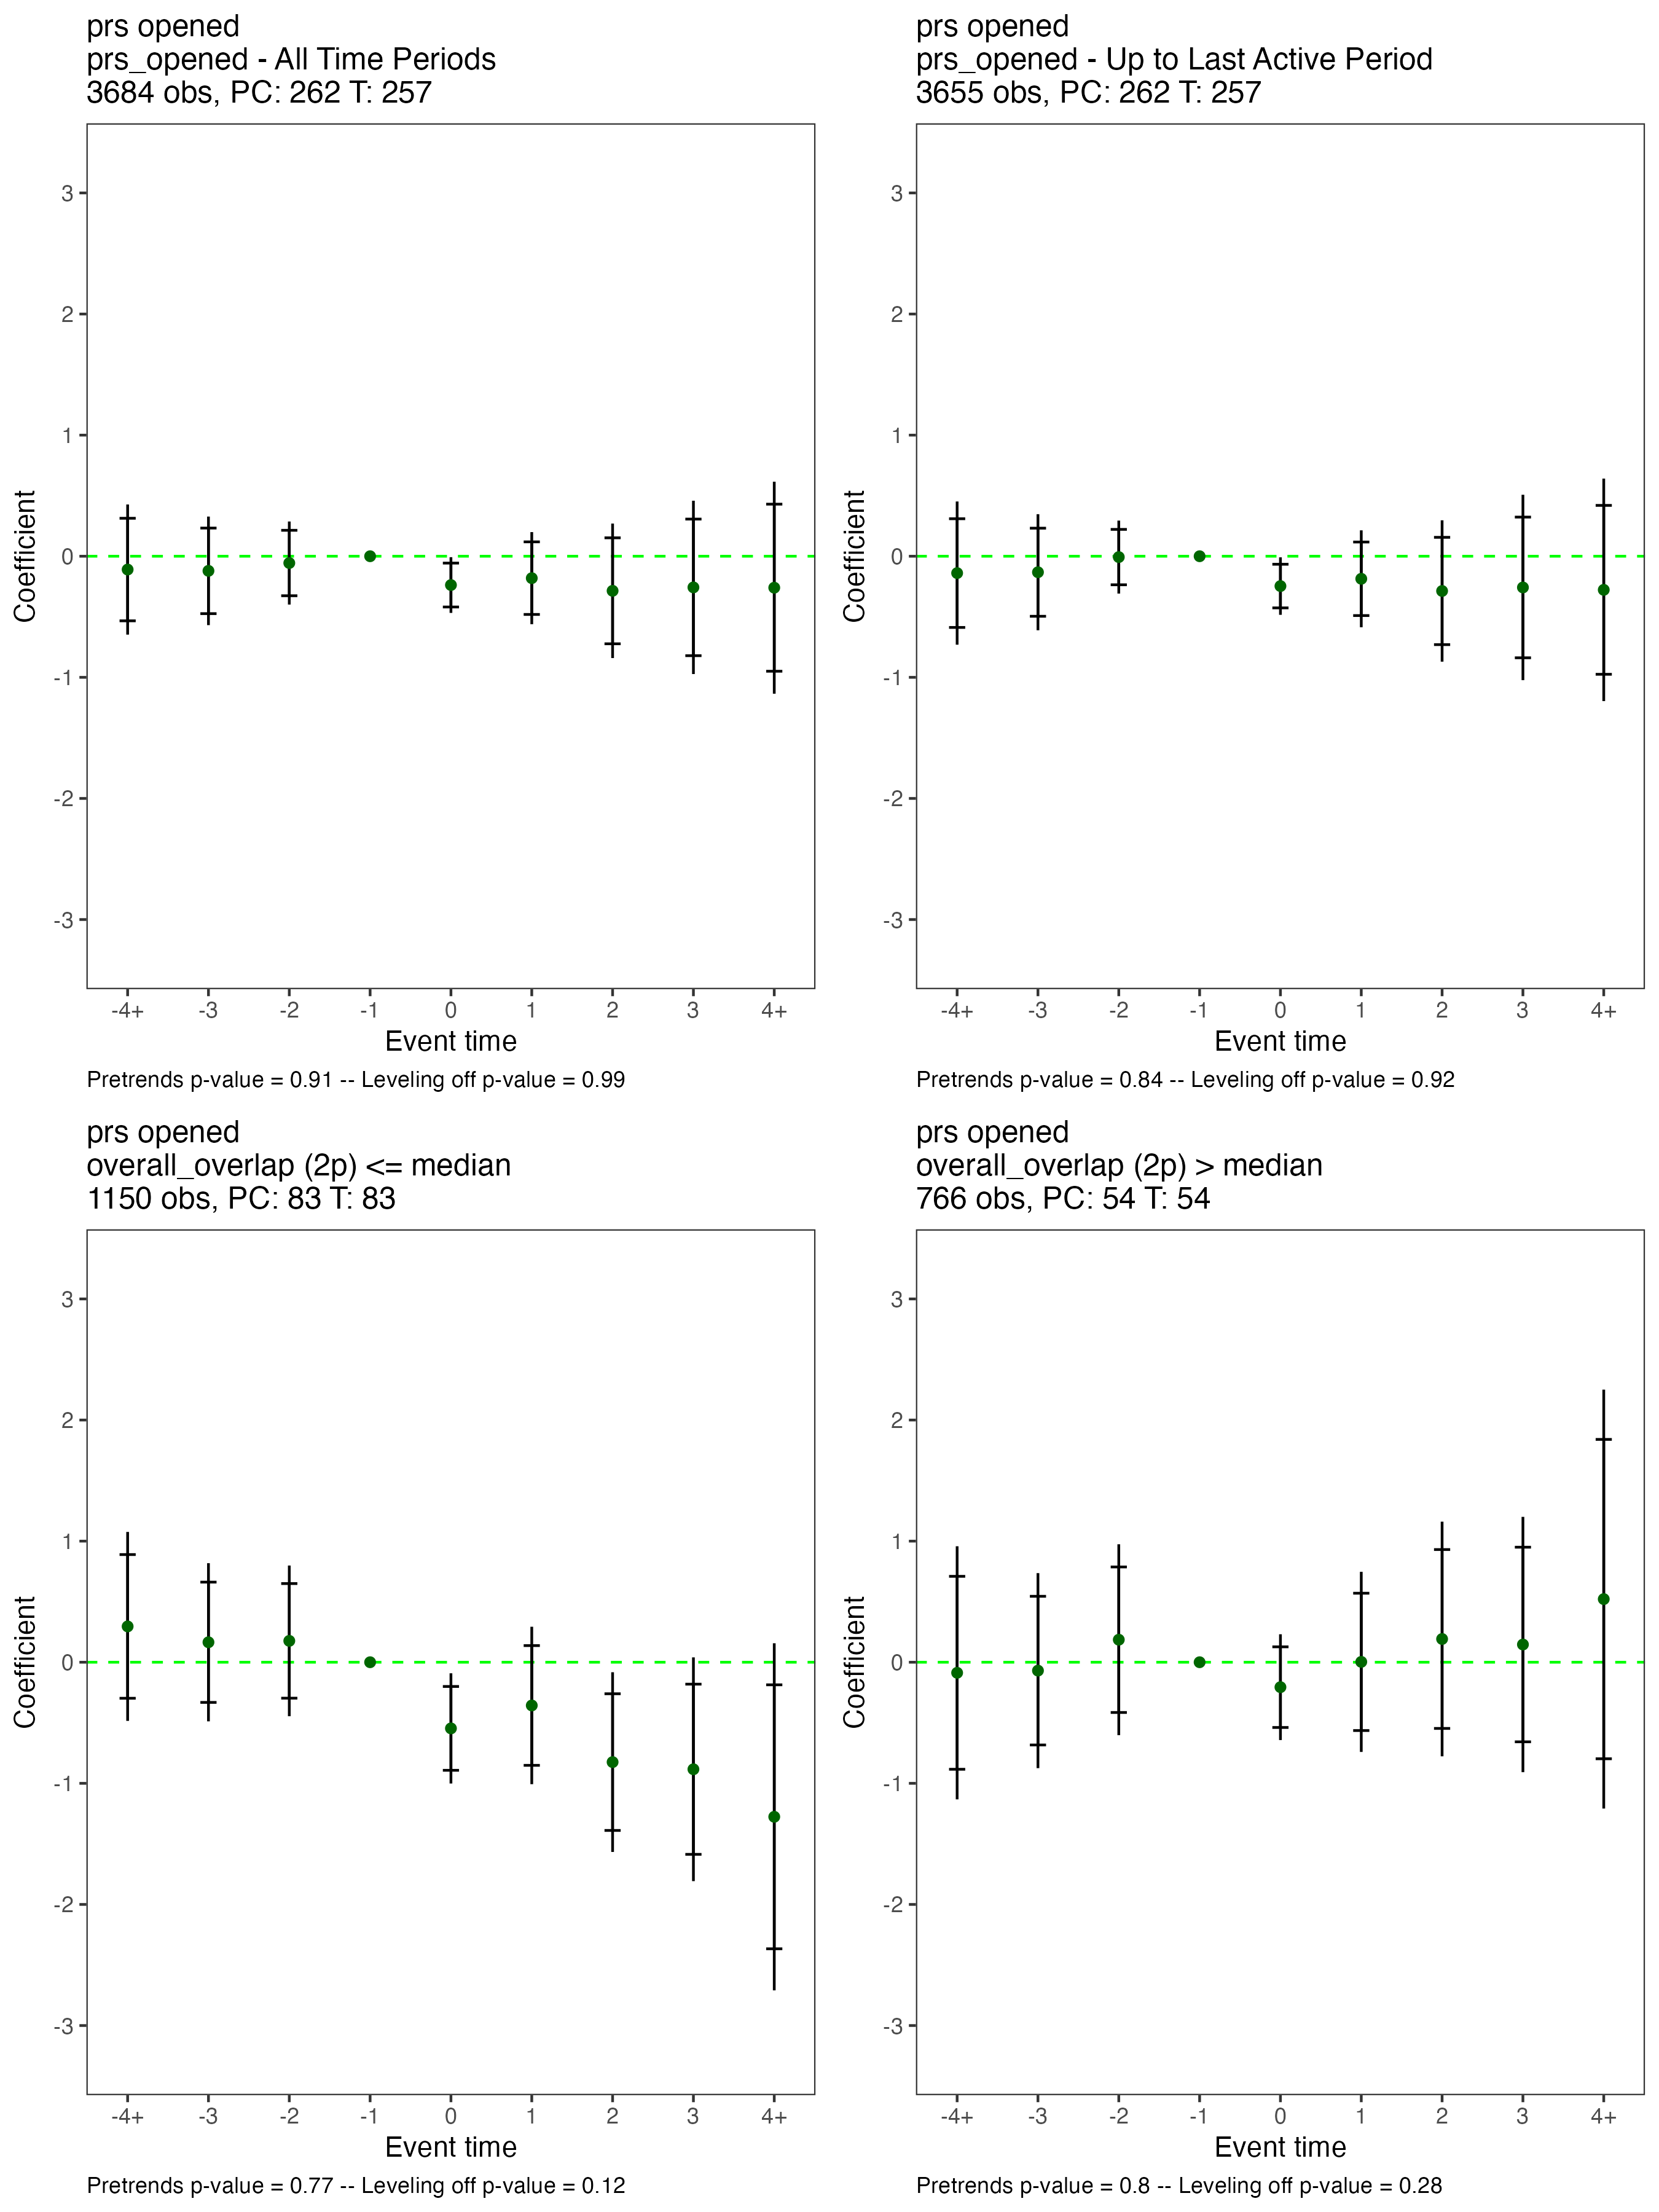 prs opened
prs_opened - All Time Periods
3684 obs, PC: 262 T: 257
3
2
1
0
-1
-2
-3
Coefficient
-4+ -3 -2 -1 0 1 2 3 4+
Event time
Pretrends p-value = 0.91 -- Leveling off p-value = 0.99
prs opened
prs_opened - Up to Last Active Period
3655 obs, PC: 262 T: 257
3
2
1
0
-1
-2
-3
Coefficient
-4+ -3 -2 -1 0 1 2 3 4+
Event time
Pretrends p-value = 0.84 -- Leveling off p-value = 0.92
prs opened
overall_overlap (2p) <= median
1150 obs, PC: 83 T: 83
3
2
1
0
-1
-2
-3
Coefficient
-4+ -3 -2 -1 0 1 2 3 4+
Event time
Pretrends p-value = 0.77 -- Leveling off p-value = 0.12
prs opened
overall_overlap (2p) > median
766 obs, PC: 54 T: 54
3
2
1
0
-1
-2
-3
Coefficient
-4+ -3 -2 -1 0 1 2 3 4+
Event time
Pretrends p-value = 0.8 -- Leveling off p-value = 0.28